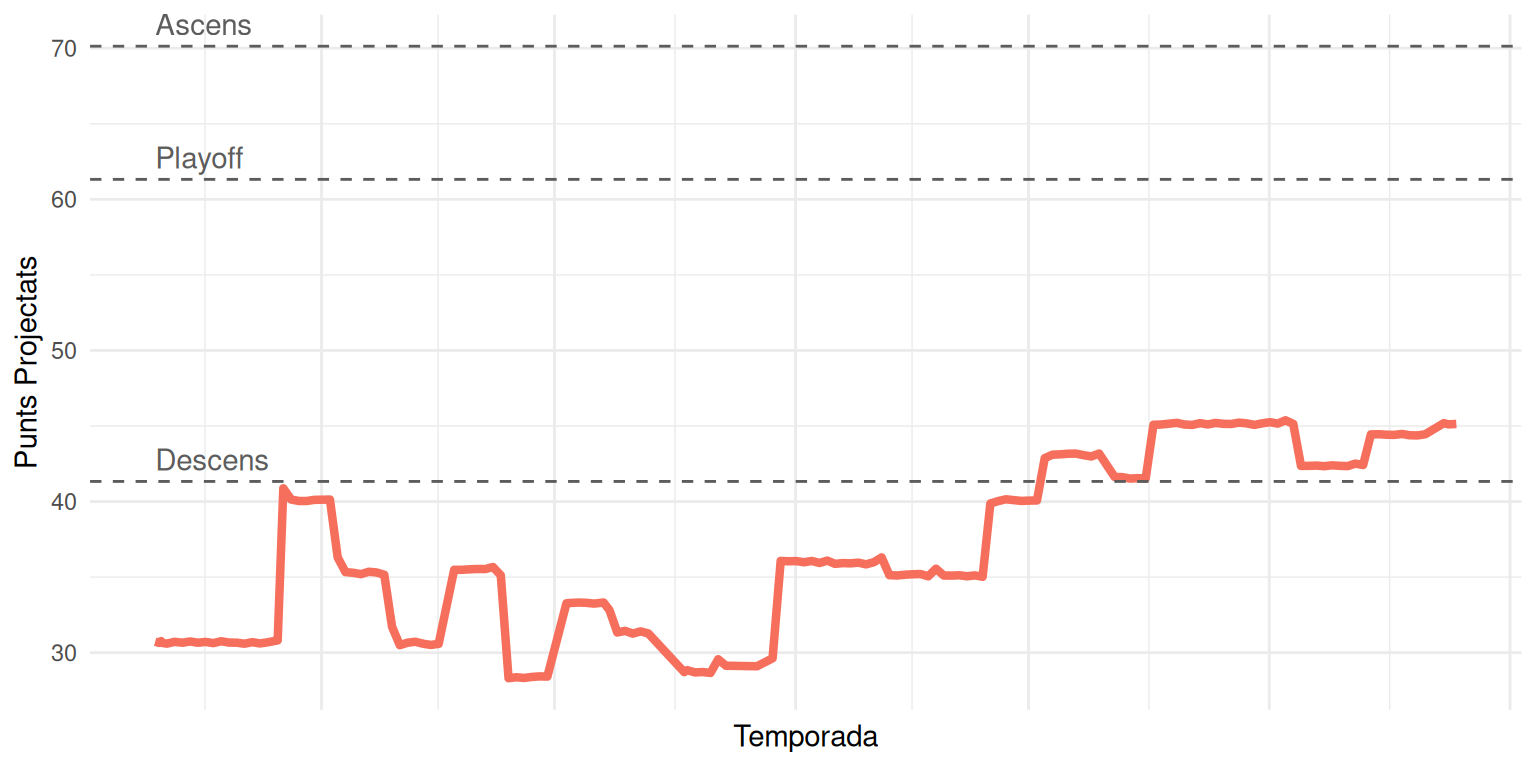 Ascens
70
Playoff
60
50
Descens
40
30
Punts Projectats
Temporada